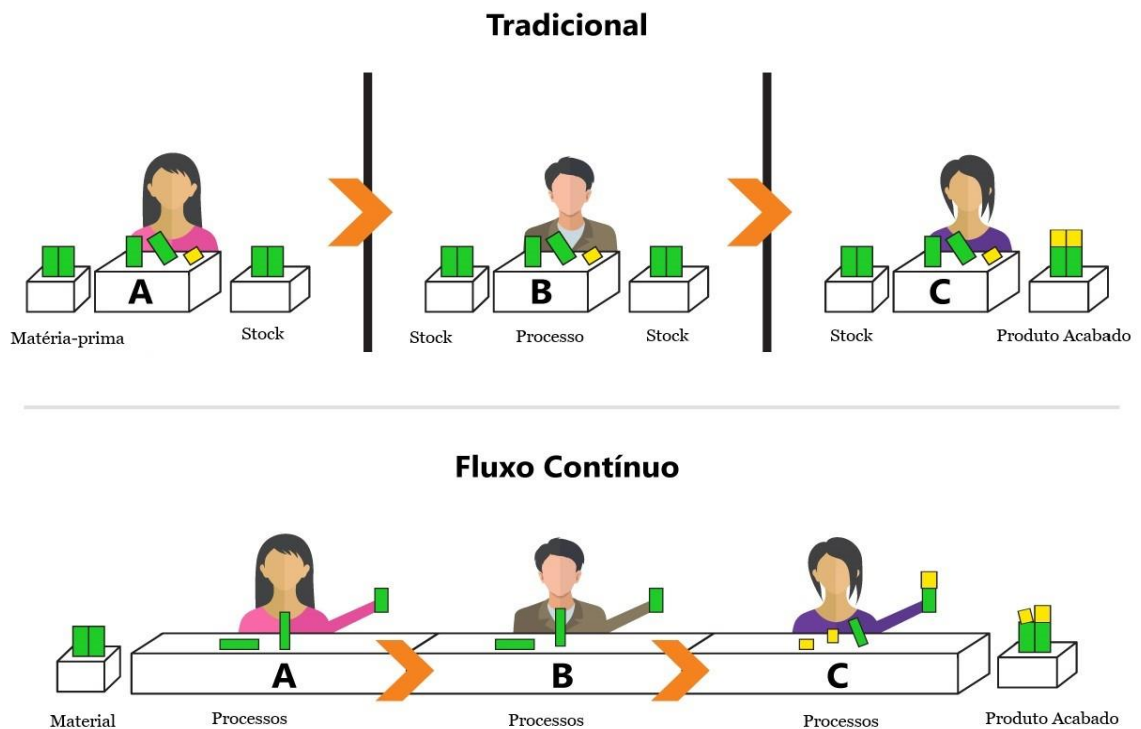 Tradicional
A
B
C
Matéria-prima
Stock
Stock
Processo
Stock
Stock
Produto Acabado
Fluxo Contínuo
A
B
C
Material
Processos
Processos
Processos
Produto Acabado